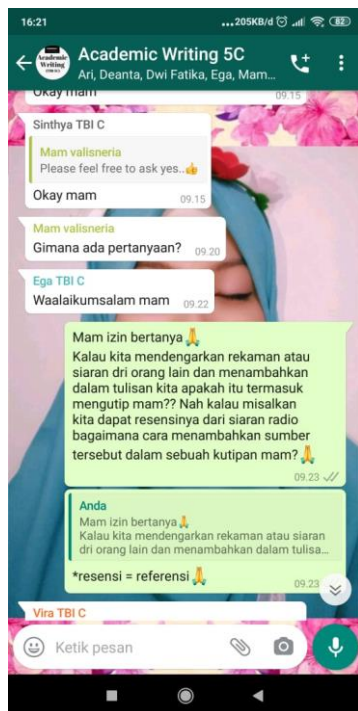 16:21
...205KB/d
82
Academic Writing 5C
Ari, Deanta, Dwi Fatika, Ega, Mam...
Academic
Writing
Okay mam
09.15
Sinthya TBI C
Mam valisneria
Please feel free to ask yes..👍
Okay mam
09.15
Mam valisneria
Gimana ada pertanyaan?
09.20
Ega TBI C
Waalaikumsalam mam
09.22
Mam izin bertanya🙏
Kalau kita mendengarkan rekaman atau
siaran dri orang lain dan menambahkan
dalam tulisan kita apakah itu termasuk
mengutip mam?? Nah kalau misalkan
kita dapat resensinya dari siaran radio
bagaimana cara menambahkan sumber
tersebut dalam sebuah kutipan mam?🙏
09.23
Anda
Mam izin bertanya🙏
Kalau kita mendengarkan rekaman atau siaran
dri orang lain dan menambahkan dalam tulisa...
*resensi = referensi🙏
09.23
Vira TBI C
Ketik pesan